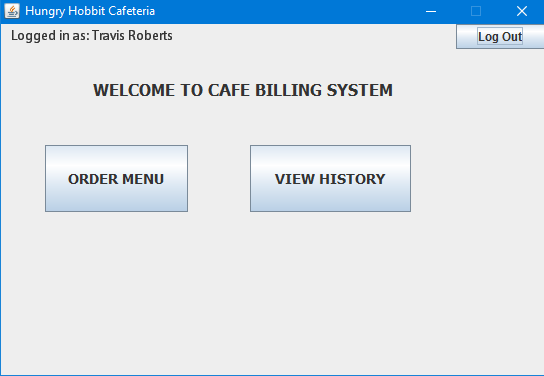 Hungry Hobbit Cafeteria
Logged in as: Travis Roberts
Log Out
WELCOME TO CAFE BILLING SYSTEM
ORDER MENU
VIEW HISTORY